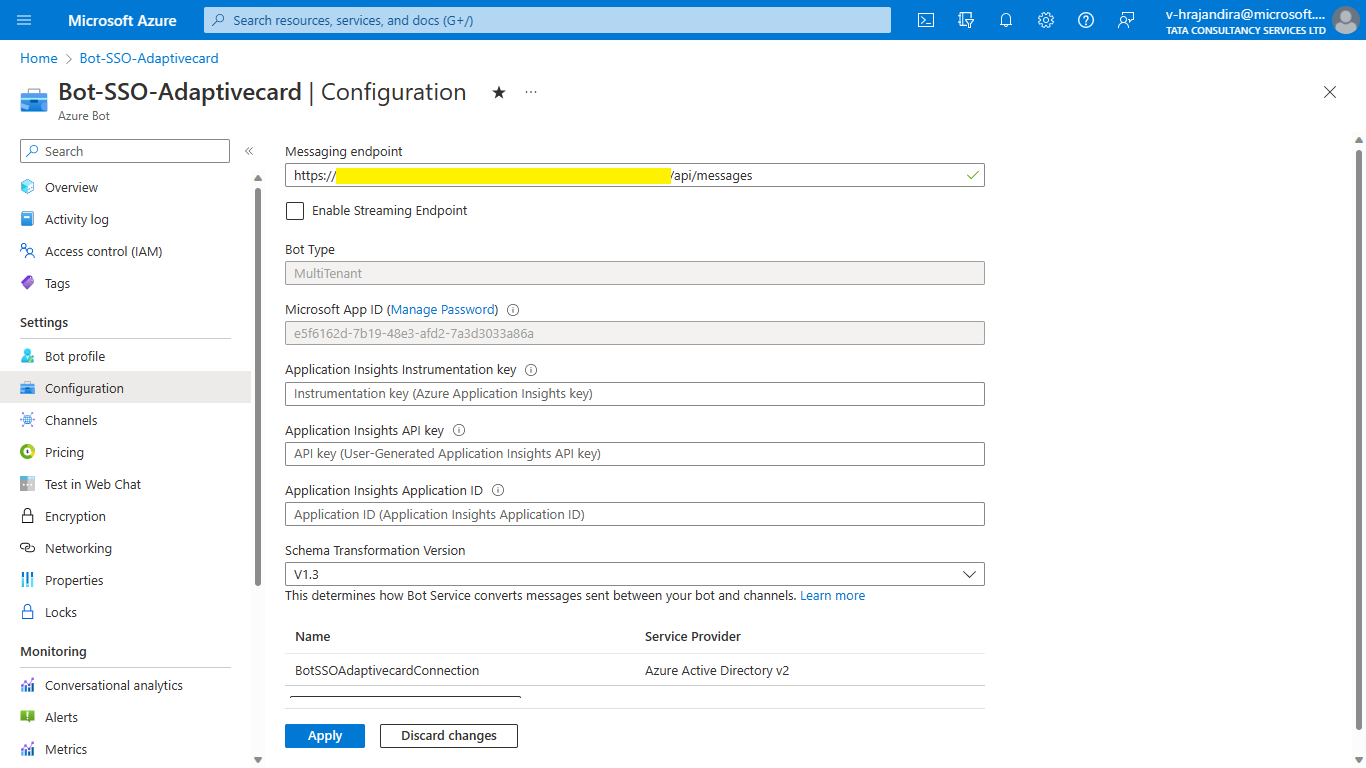 Microsoft Azure
Search resources, services, and docs (G+/)
v-hrajandira@microsoft....
TATA CONSULTANCY SERVICES LTD
Home > Bot-SSO-Adaptivecard
Bot-SSO-Adaptivecard | Configuration
Azure Bot
Search
Overview
Activity log
Access control (IAM)
Tags
Settings
Bot profile
Configuration
Channels
Pricing
Test in Web Chat
Encryption
Networking
Properties
Locks
Monitoring
Conversational analytics
Alerts
Metrics
Messaging endpoint
https:// /api/messages
Enable Streaming Endpoint
Bot Type
MultiTenant
Microsoft App ID (Manage Password)
e5f6162d-7b19-48e3-afd2-7a3d3033a86a
Application Insights Instrumentation key
Instrumentation key (Azure Application Insights key)
Application Insights API key
API key (User-Generated Application Insights API key)
Application Insights Application ID
Application ID (Application Insights Application ID)
Schema Transformation Version
V1.3
This determines how Bot Service converts messages sent between your bot and channels. Learn more
Name Service Provider
BotSSOAdaptivecardConnection Azure Active Directory v2
Apply Discard changes